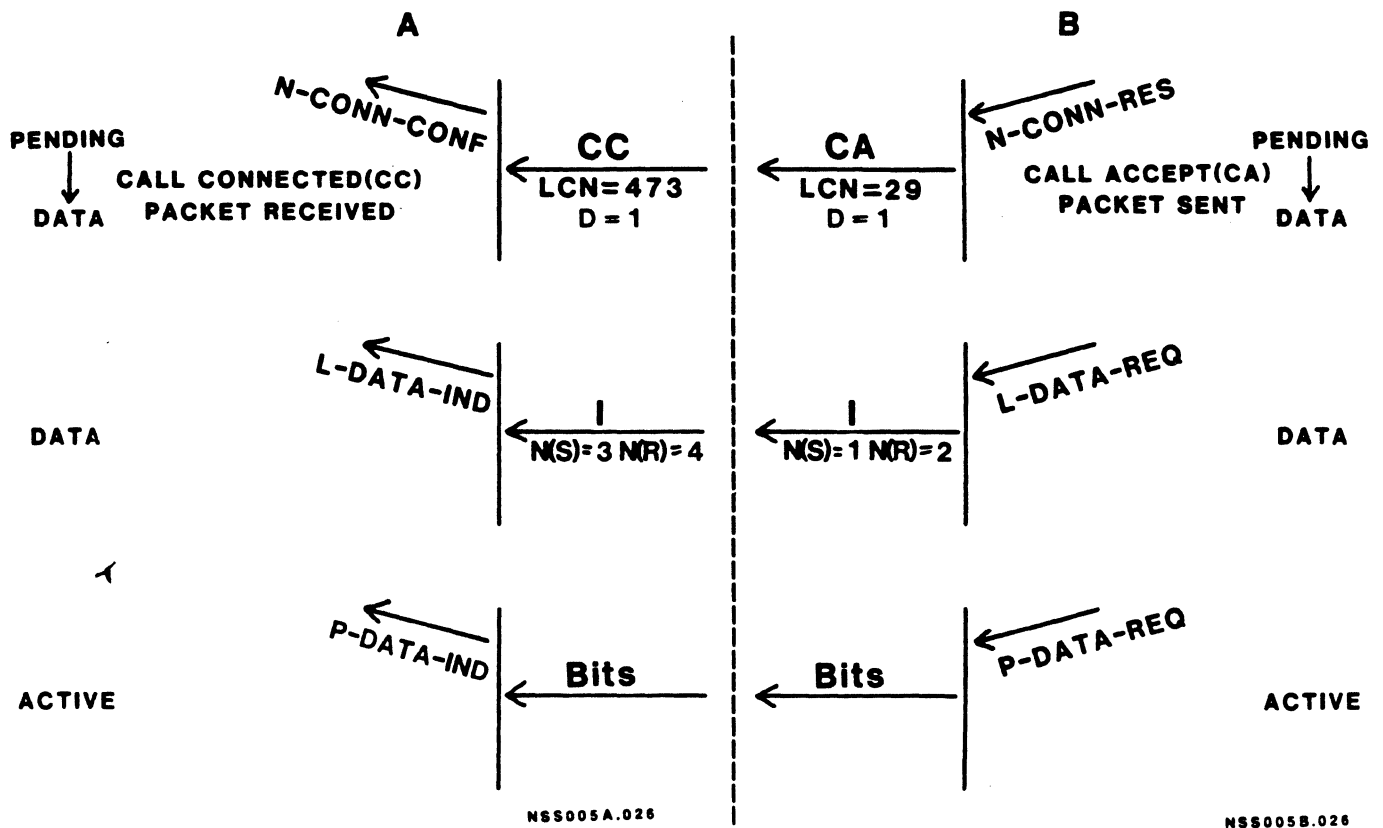 A
B
N-CONN-CONF
N-CONN-RES
PENDING
CALL CONNECTED(CC)
PACKET RECEIVED
DATA
CC
LCN=473
D=1
CA
LCN=29
D=1
CALL ACCEPT(CA)
PACKET SENT
PENDING
DATA
L-DATA-IND
L-DATA-REQ
DATA
I
N(S)=3 N(R)=4
I
N(S)=1 N(R)=2
DATA
P-DATA-IND
P-DATA-REQ
ACTIVE
Bits
Bits
ACTIVE
NSS005A.026
NSS005B.026